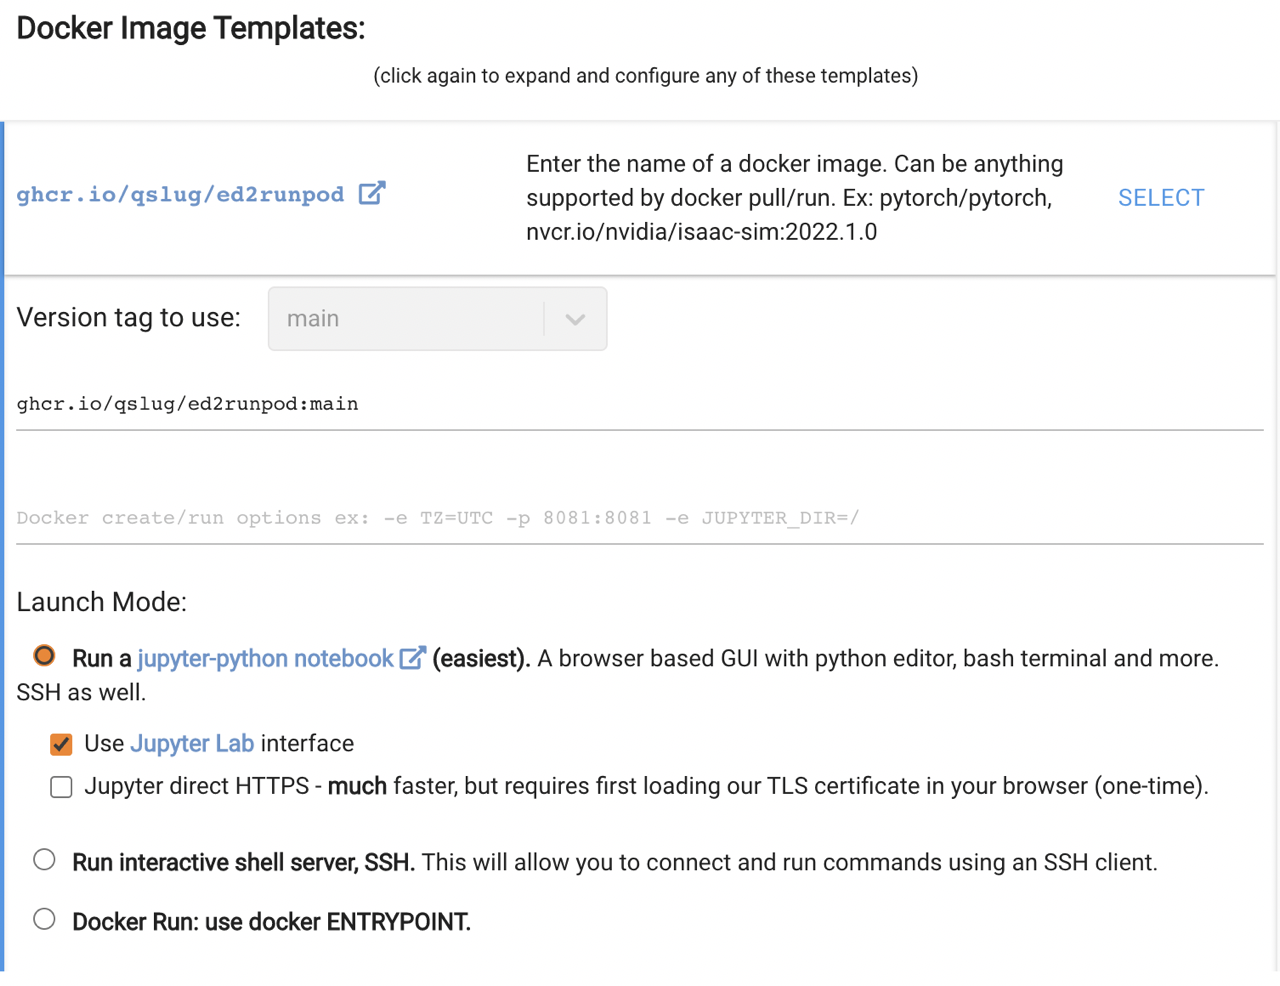 Docker Image Templates:
(click again to expand and configure any of these templates)
ghcr.io/qslug/ed2runpod
Enter the name of a docker image. Can be anything
supported by docker pull/run. Ex: pytorch/pytorch,
nvcr.io/nvidia/isaac-sim:2022.1.0
SELECT
Version tag to use:
main
ghcr.io/qslug/ed2runpod:main
Docker create/run options ex: -e TZ=UTC -p 8081:8081 -e JUPYTER_DIR=/
Launch Mode:
Run a jupyter-python notebook (easiest). A browser based GUI with python editor, bash terminal and more.
SSH as well.
Use Jupyter Lab interface
Jupyter direct HTTPS - much faster, but requires first loading our TLS certificate in your browser (one-time).
Run interactive shell server, SSH. This will allow you to connect and run commands using an SSH client.
Docker Run: use docker ENTRYPOINT.